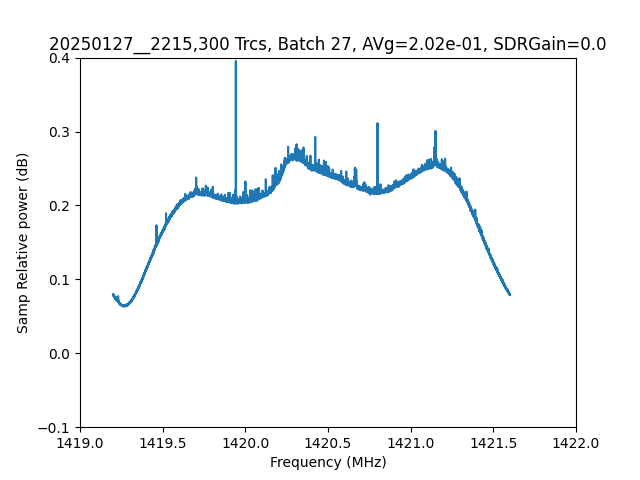 20250127__2215,300 Trcs, Batch 27, AVg=2.02e-01, SDRGain=0.0
0.4
0.3
0.2
0.1
0.0
−0.1
Samp Relative power (dB)
1419.0 1419.5 1420.0 1420.5 1421.0 1421.5 1422.0
Frequency (MHz)